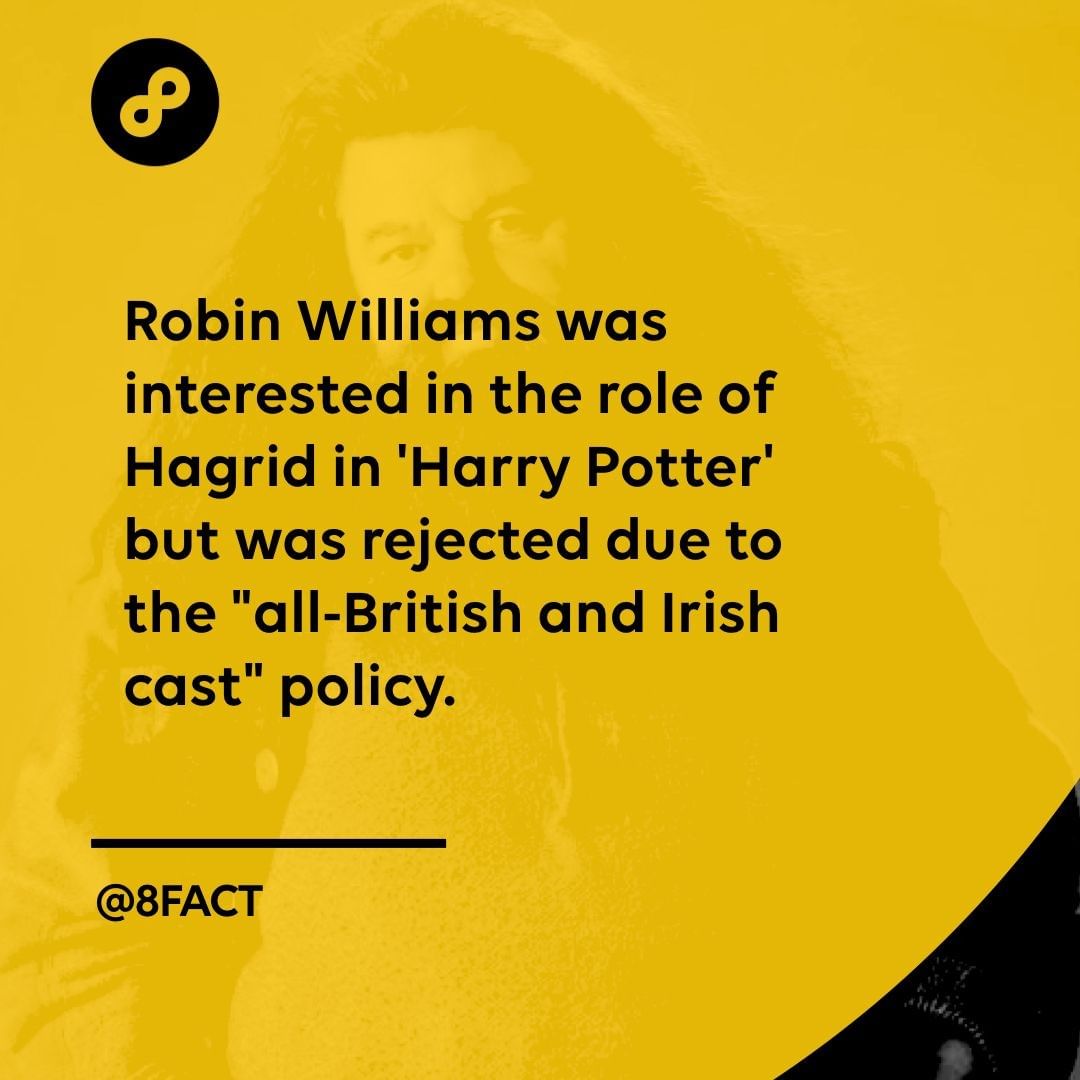 Robin Williams was
interested in the role of
Hagrid in 'Harry Potter'
but was rejected due to
the "all-British and Irish
cast" policy.
@8FACT